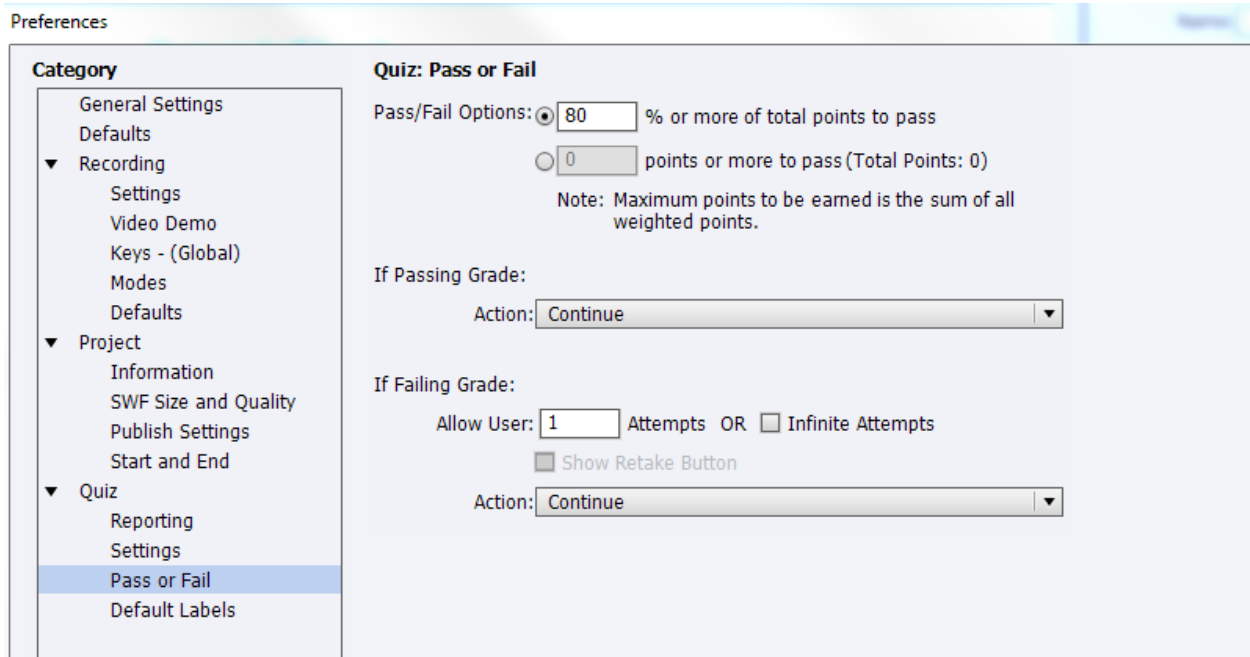 Preferences
Category
General Settings
Defaults
Recording
Settings
Video Demo
Keys - (Global)
Modes
Defaults
Project
Information
SWF Size and Quality
Publish Settings
Start and End
Quiz
Reporting
Settings
Pass or Fail
Default Labels
Quiz: Pass or Fail
Pass/Fail Options: 80 % or more of total points to pass
0 points or more to pass (Total Points: 0)
Note: Maximum points to be earned is the sum of all
weighted points.
If Passing Grade:
Action: Continue
If Failing Grade:
Allow User: 1 Attempts OR Infinite Attempts
Show Retake Button
Action: Continue